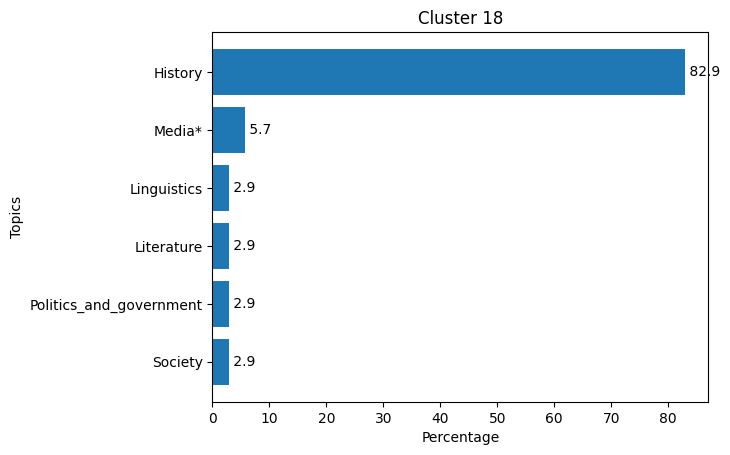 Cluster 18
History 82.9
Media* 5.7
Linguistics 2.9
Literature 2.9
Politics_and_government 2.9
Society 2.9
Topics
0 10 20 30 40 50 60 70 80
Percentage